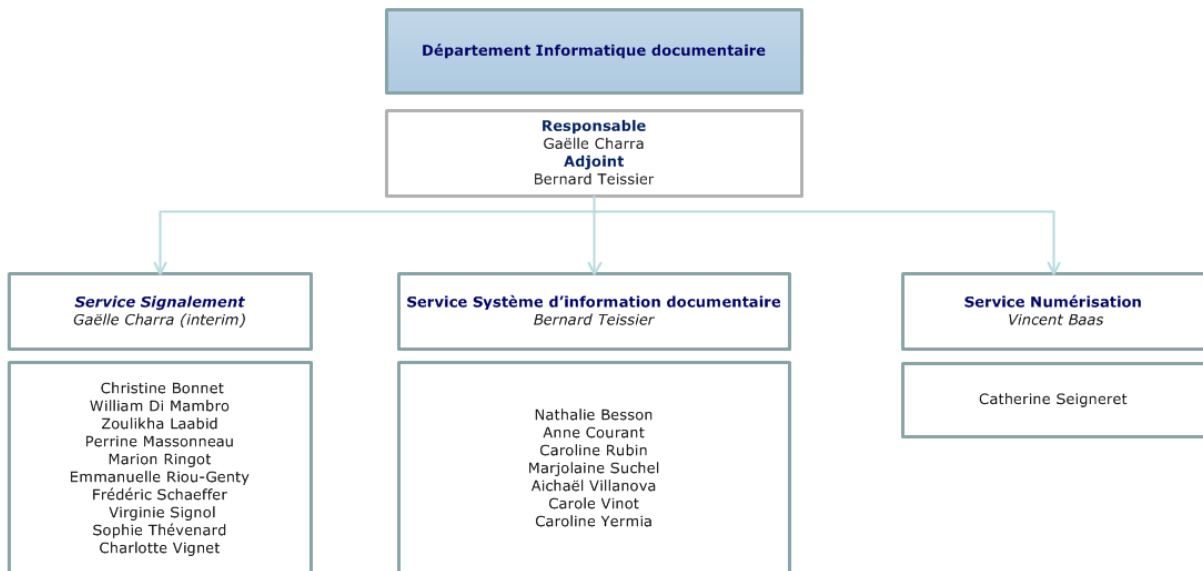 Département Informatique documentaire
Responsable
Gaëlle Charra
Adjoint
Bernard Teissier
Service Signalement
Gaëlle Charra (interim)
Christine Bonnet
William Di Mambro
Zoulikha Laabid
Perrine Massonneau
Marion Ringot
Emmanuelle Riou-Genty
Frédéric Schaeffer
Virginie Signol
Sophie Thévenard
Charlotte Vignet
Service Système d’information documentaire
Bernard Teissier
Nathalie Besson
Anne Courant
Caroline Rubin
Marjolaine Suchel
Aichaël Villanova
Carole Vinot
Caroline Yermia
Service Numérisation
Vincent Baas
Catherine Seigneret